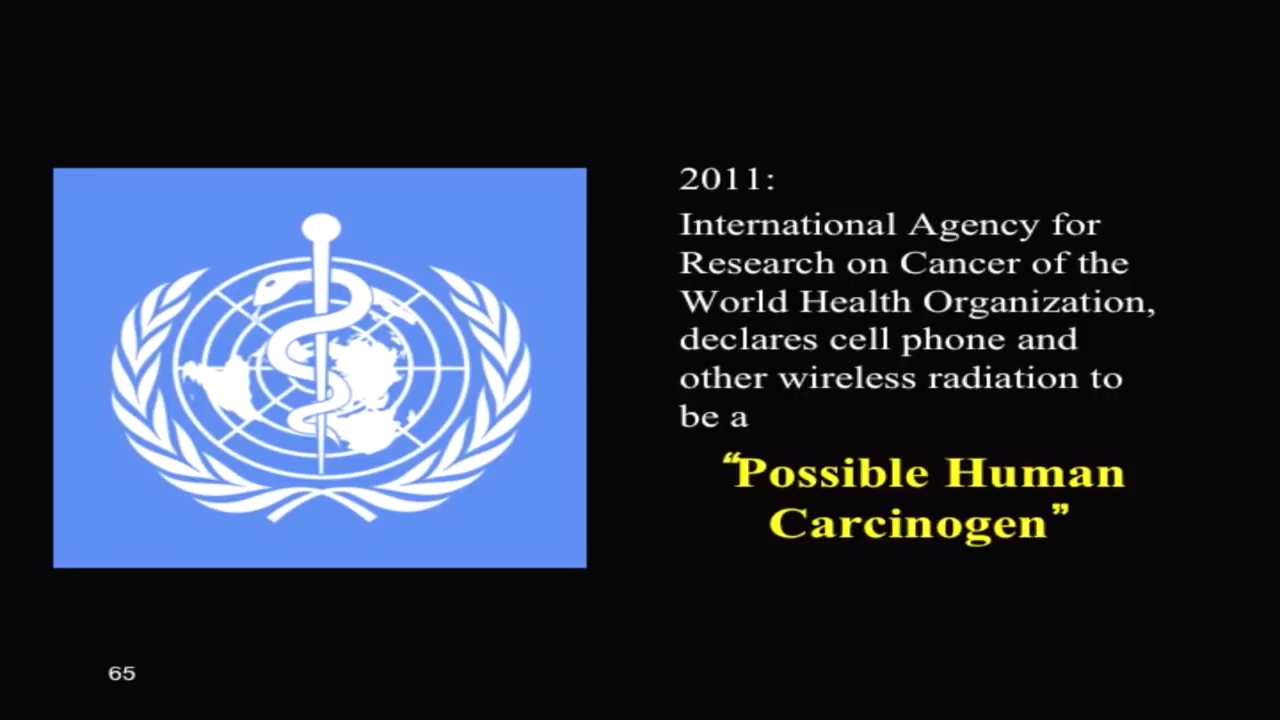 2011:
International Agency for
Research on Cancer of the
World Health Organization,
declares cell phone and
other wireless radiation to
be a
“Possible Human
Carcinogen”
65